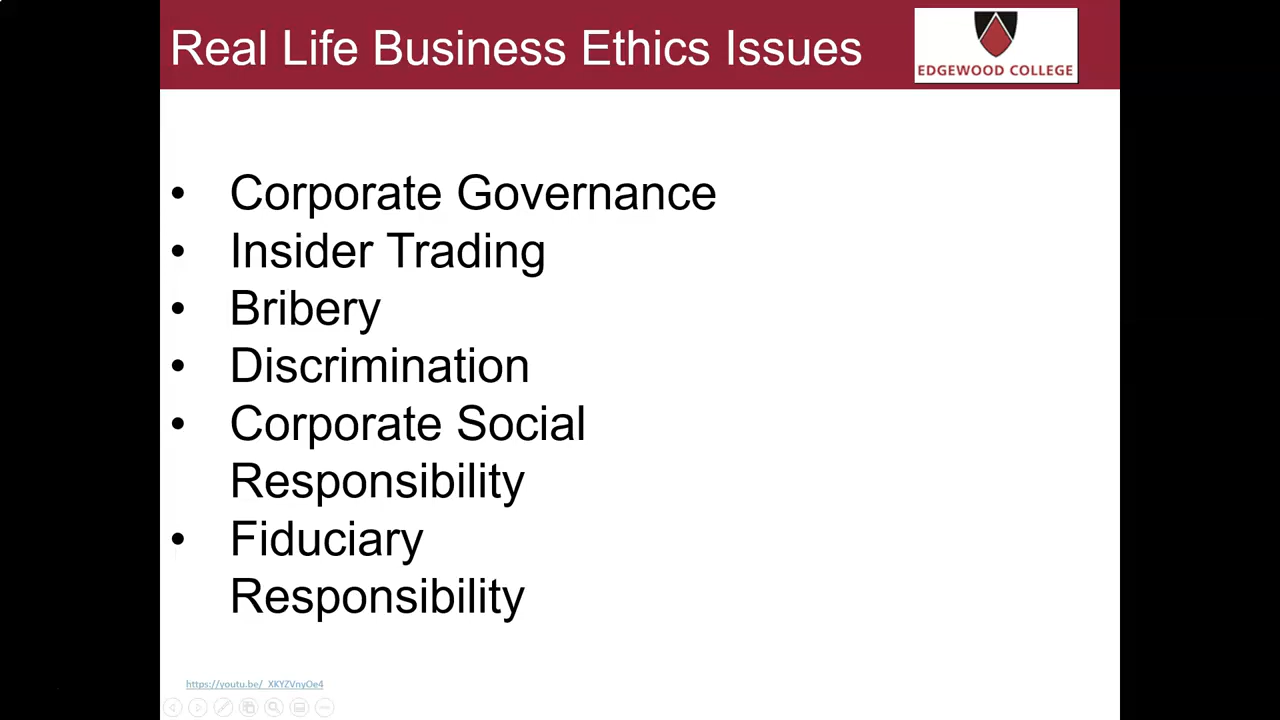 Real Life Business Ethics Issues
EDGEWOOD COLLEGE
• Corporate Governance
• Insider Trading
• Bribery
• Discrimination
• Corporate Social
Responsibility
• Fiduciary
Responsibility
https://youtu.be/_XKYZVnyOe4